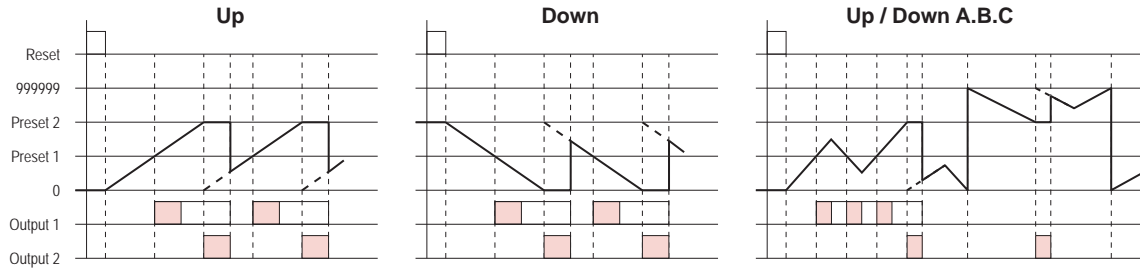 Up
Down
Up / Down A.B.C
Reset
999999
Preset 2
Preset 1
0
Output 1
Output 2